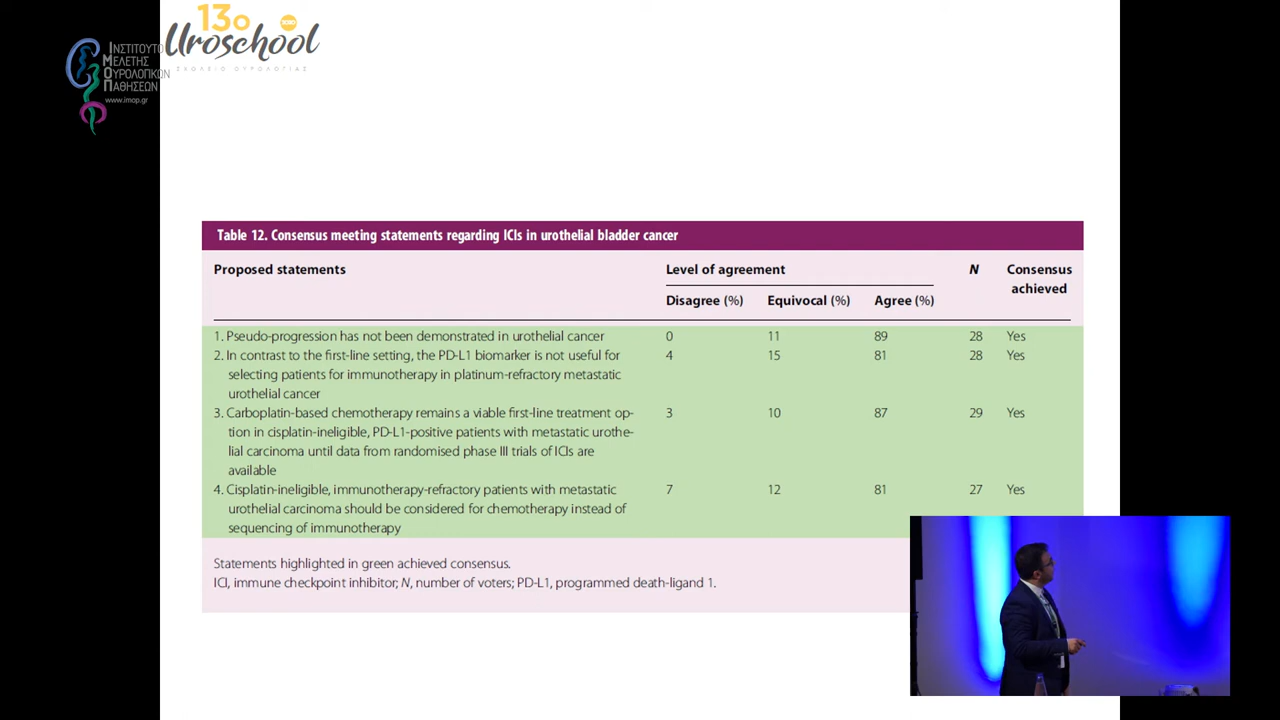 13ο
Uroschool
ΣΧΟΛΕΙΟ ΟΥΡΟΛΟΓΙΑΣ
ΙΝΣΤΙΤΟΥΤΟ
ΜΕΛΕΤΗΣ
ΟΥΡΟΛΟΓΙΚΩΝ
ΠΑΘΗΣΕΩΝ
www.imop.gr
Table 12. Consensus meeting statements regarding ICIs in urothelial bladder cancer
Proposed statements Level of agreement N Consensus
achieved
Disagree (%) Equivocal (%) Agree (%)
1. Pseudo-progression has not been demonstrated in urothelial cancer 0 11 89 28 Yes
2. In contrast to the first-line setting, the PD-L1 biomarker is not useful for 4 15 81 28 Yes
selecting patients for immunotherapy in platinum-refractory metastatic
urothelial cancer
3. Carboplatin-based chemotherapy remains a viable first-line treatment op- 3 10 87 29 Yes
tion in cisplatin-ineligible, PD-L1-positive patients with metastatic urothe-
lial carcinoma until data from randomised phase III trials of ICIs are
available
4. Cisplatin-ineligible, immunotherapy-refractory patients with metastatic 7 12 81 27 Yes
urothelial carcinoma should be considered for chemotherapy instead of
sequencing of immunotherapy
Statements highlighted in green achieved consensus.
ICI, immune checkpoint inhibitor; N, number of voters; PD-L1, programmed death-ligand 1.